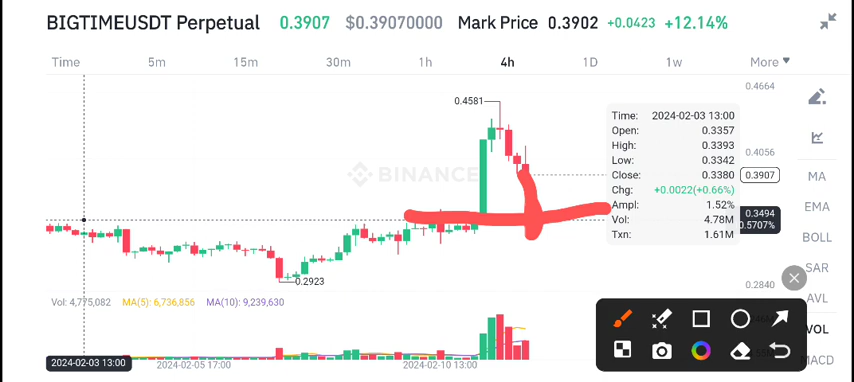 BIGTIMEUSDT Perpetual 0.3907 $0.39070000 Mark Price 0.3902 +0.0423 +12.14%
Time 5m 15m 30m 1h 4h 1D 1w More
0.4664
0.4581
Time: 2024-02-03 13:00
Open: 0.3357
High: 0.3393
Low: 0.3342
Close: 0.3380
Chg: +0.0022(+0.66%)
Ampl: 1.52%
Vol: 4.78M
Txn: 1.61M
0.4056
0.3907
BINANCE
0.3494
0.5707%
0.2923
0.2840
Vol: 4,775,082 MA(5): 6,736,856 MA(10): 9,239,630
2024-02-03 13:00 2024-02-05 17:00 2024-02-10 13:00
MA
EMA
BOLL
SAR
AVL
VOL
MACD